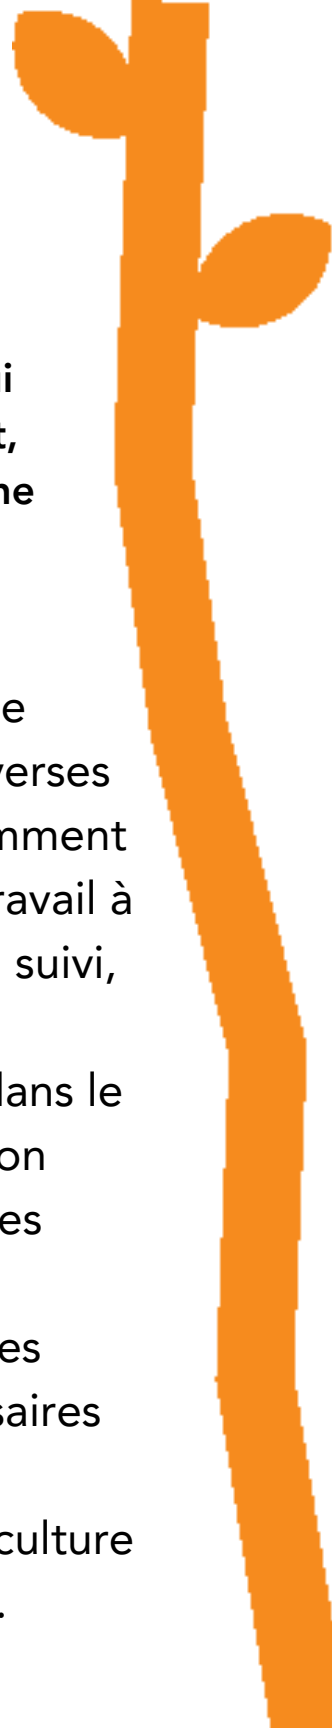 i
t,
ne
e
verses
mment
ravail à
suivi,
dans le
on
es
es
saires
culture
.